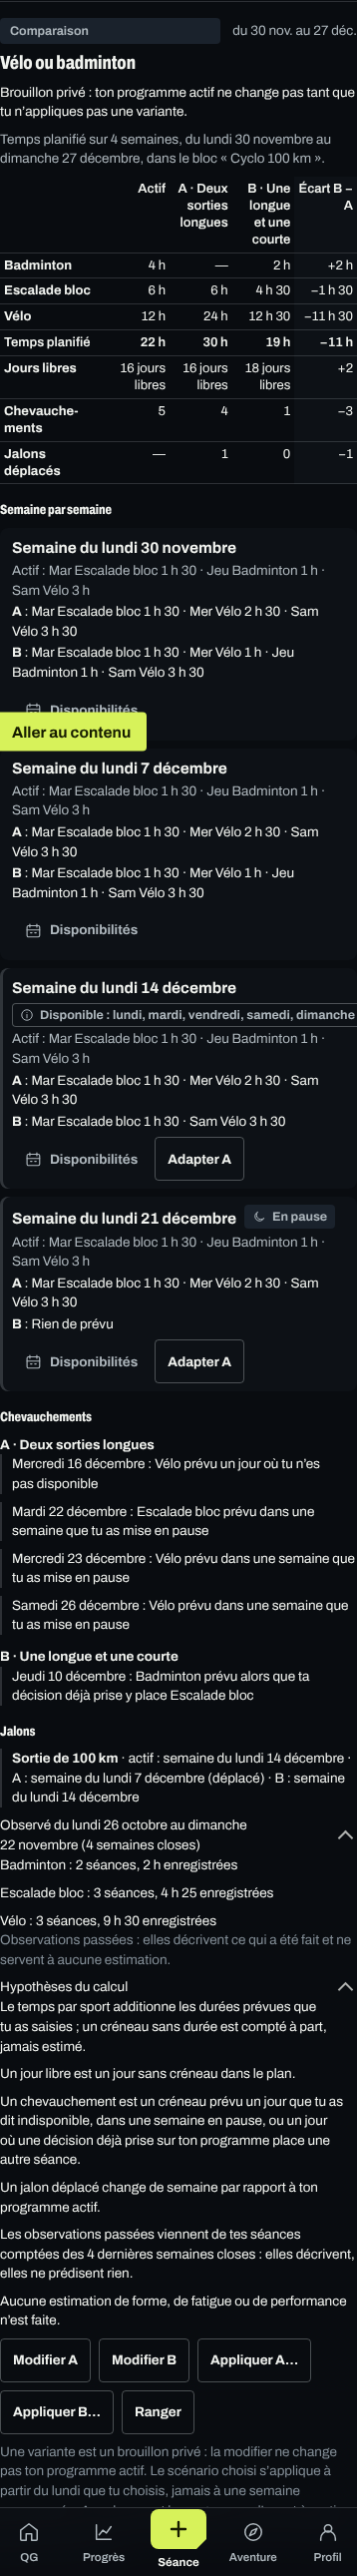 Comparaison
du 30 nov. au 27 déc.
Vélo ou badminton
Brouillon privé : ton programme actif ne change pas tant que
tu n'appliques pas une variante.
Temps planifié sur 4 semaines, du lundi 30 novembre au
dimanche 27 décembre, dans le bloc « Cyclo 100 km ».
Actif A · Deux sorties longues B · Une longue et une courte Écart B − A
Badminton 4 h — 2 h +2 h
Escalade bloc 6 h 6 h 4 h 30 −1 h 30
Vélo 12 h 24 h 12 h 30 −11 h 30
Temps planifié 22 h 30 h 19 h −11 h
Jours libres 16 jours libres 16 jours libres 18 jours libres +2
Chevauche-
ments 5 4 1 −3
Jalons
déplacés — 1 0 −1
Semaine par semaine
Semaine du lundi 30 novembre
Actif : Mar Escalade bloc 1 h 30 · Jeu Badminton 1 h ·
Sam Vélo 3 h
A : Mar Escalade bloc 1 h 30 · Mer Vélo 2 h 30 · Sam
Vélo 3 h 30
B : Mar Escalade bloc 1 h 30 · Mer Vélo 1 h · Jeu
Badminton 1 h · Sam Vélo 3 h 30
Disponibilités
Aller au contenu
Semaine du lundi 7 décembre
Actif : Mar Escalade bloc 1 h 30 · Jeu Badminton 1 h ·
Sam Vélo 3 h
A : Mar Escalade bloc 1 h 30 · Mer Vélo 2 h 30 · Sam
Vélo 3 h 30
B : Mar Escalade bloc 1 h 30 · Mer Vélo 1 h · Jeu
Badminton 1 h · Sam Vélo 3 h 30
Disponibilités
Semaine du lundi 14 décembre
Disponible : lundi, mardi, vendredi, samedi, dimanche
Actif : Mar Escalade bloc 1 h 30 · Jeu Badminton 1 h ·
Sam Vélo 3 h
A : Mar Escalade bloc 1 h 30 · Mer Vélo 2 h 30 · Sam
Vélo 3 h 30
B : Mar Escalade bloc 1 h 30 · Sam Vélo 3 h 30
Disponibilités
Adapter A
Semaine du lundi 21 décembre
En pause
Actif : Mar Escalade bloc 1 h 30 · Jeu Badminton 1 h ·
Sam Vélo 3 h
A : Mar Escalade bloc 1 h 30 · Mer Vélo 2 h 30 · Sam
Vélo 3 h 30
B : Rien de prévu
Disponibilités
Adapter A
Chevauchements
A · Deux sorties longues
Mercredi 16 décembre : Vélo prévu un jour où tu n'es
pas disponible
Mardi 22 décembre : Escalade bloc prévu dans une
semaine que tu as mise en pause
Mercredi 23 décembre : Vélo prévu dans une semaine que
tu as mise en pause
Samedi 26 décembre : Vélo prévu dans une semaine que
tu as mise en pause
B · Une longue et une courte
Jeudi 10 décembre : Badminton prévu alors que ta
décision déjà prise y place Escalade bloc
Jalons
Sortie de 100 km · actif : semaine du lundi 14 décembre ·
A : semaine du lundi 7 décembre (déplacé) · B : semaine
du lundi 14 décembre
Observé du lundi 26 octobre au dimanche
22 novembre (4 semaines closes)
Badminton : 2 séances, 2 h enregistrées
Escalade bloc : 3 séances, 4 h 25 enregistrées
Vélo : 3 séances, 9 h 30 enregistrées
Observations passées : elles décrivent ce qui a été fait et ne
servent à aucune estimation.
Hypothèses du calcul
Le temps par sport additionne les durées prévues que
tu as saisies ; un créneau sans durée est compté à part,
jamais estimé.
Un jour libre est un jour sans créneau dans le plan.
Un chevauchement est un créneau prévu un jour que tu as
dit indisponible, dans une semaine en pause, ou un jour
où une décision déjà prise sur ton programme place une
autre séance.
Un jalon déplacé change de semaine par rapport à ton
programme actif.
Les observations passées viennent de tes séances
comptées des 4 dernières semaines closes : elles décrivent,
elles ne prédisent rien.
Aucune estimation de forme, de fatigue ou de performance
n'est faite.
Modifier A
Modifier B
Appliquer A…
Appliquer B…
Ranger
Une variante est un brouillon privé : la modifier ne change
pas ton programme actif. Le scénario choisi s'applique à
partir du lundi que tu choisis, jamais à une semaine
QG
Progrès
Séance
Aventure
Profil